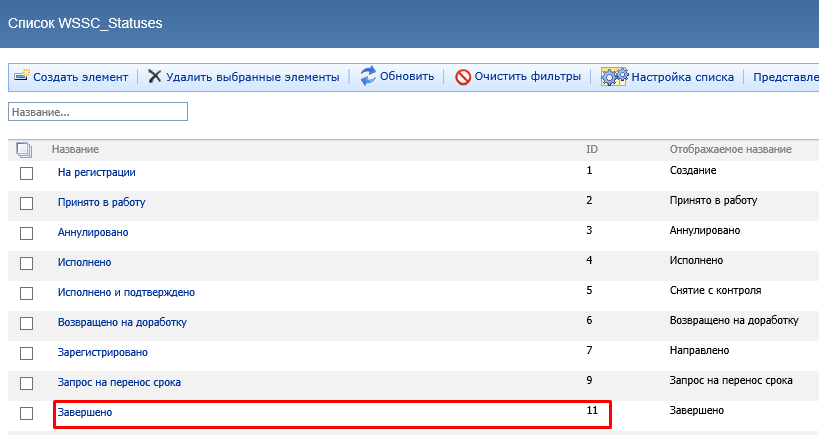 Список WSSC_Statuses
Создать элемент Удалить выбранные элементы Обновить Очистить фильтры Настройка списка Представле
Название...
Название ID Отображаемое название
На регистрации 1 Создание
Принято в работу 2 Принято в работу
Аннулировано 3 Аннулировано
Исполнено 4 Исполнено
Исполнено и подтверждено 5 Снятие с контроля
Возвращено на доработку 6 Возвращено на доработку
Зарегистрировано 7 Направлено
Запрос на перенос срока 9 Запрос на перенос срока
Завершено 11 Завершено